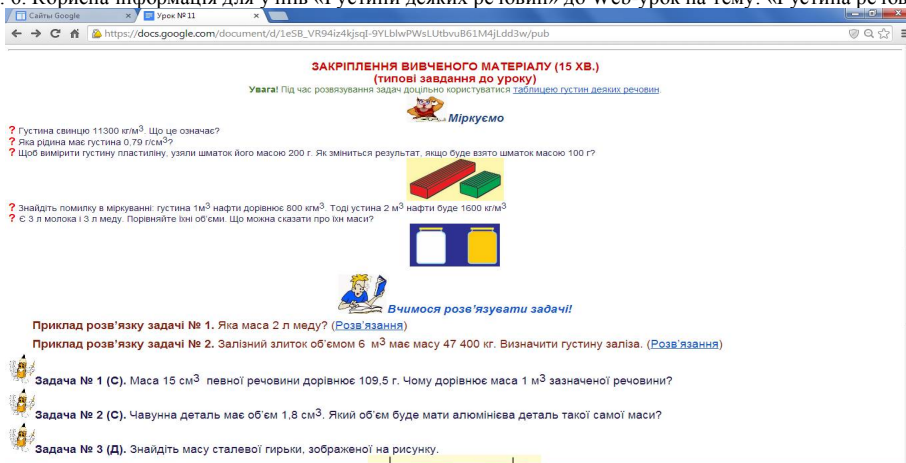 . 6. Корисна інформація для учнів «Густини деяких речовин» до Web-урок на тему: «Густина речов
Сайты Google
Урок № 11
https://docs.google.com/document/d/1eSB_VR94iz4kjsqI-9YLblwPWsLUtbvuB61M4jLdd3w/pub
ЗАКРІПЛЕННЯ ВИВЧЕНОГО МАТЕРІАЛУ (15 ХВ.)
(типові завдання до уроку)
Увага! Під час розвязування задач доцільно користуватися таблицею густин деяких речовин.
Міркуємо
? Густина свинцю 11300 кг/м³. Що це означає?
? Яка рідина має густина 0,79 г/см³?
? Щоб виміряти густину пластиліну, узяли шматок його масою 200 г. Як зміниться результат, якщо буде взято шматок масою 100 г?
? Знайдіть помилку в міркуванні: густина 1м³ нафти дорівнює 800 кгм³. Тоді устина 2 м³ нафти буде 1600 кг/м³
? Є 3 л молока і 3 л меду. Порівняйте їхні об'єми. Що можна сказати про їхн маси?
Вчимося розв'язувати задачі!
Приклад розв'язку задачі № 1. Яка маса 2 л меду? (Розв'язання)
Приклад розв'язку задачі № 2. Залізний злиток об'ємом 6 м³ має масу 47 400 кг. Визначити густину заліза. (Розв'язання)
Задача № 1 (С). Маса 15 см³ певної речовини дорівнює 109,5 г. Чому дорівнює маса 1 м³ зазначеної речовини?
Задача № 2 (С). Чавунна деталь має об'єм 1,8 см³. Який об'єм буде мати алюмінієва деталь такої самої маси?
Задача № 3 (Д). Знайдіть масу сталевої гирьки, зображеної на рисунку.